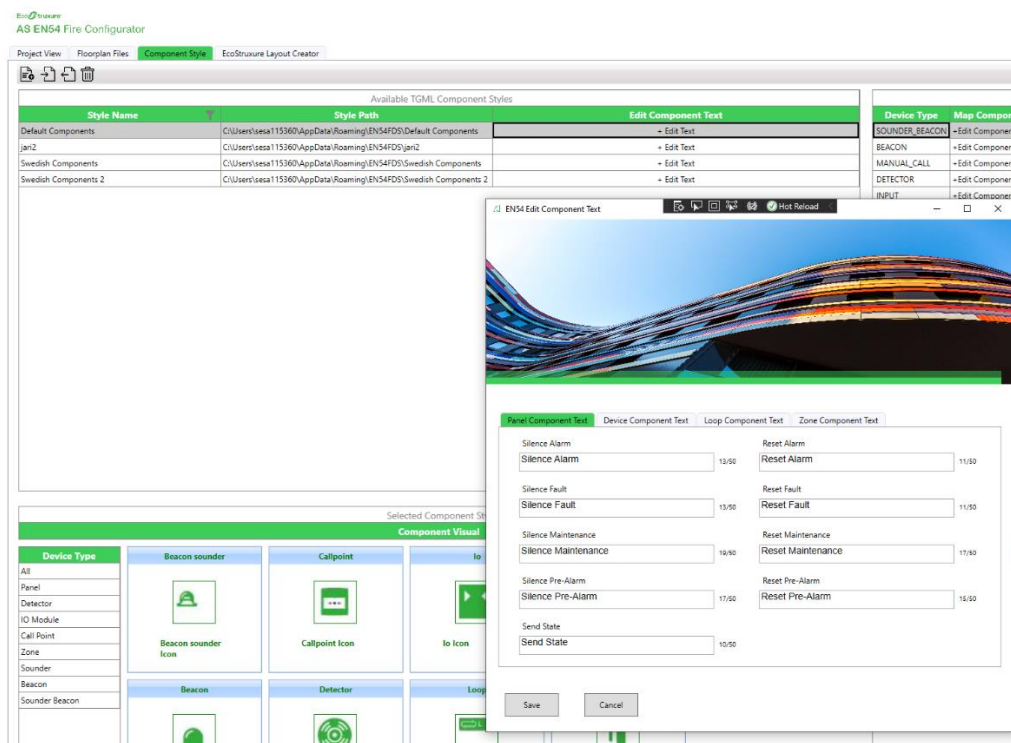 EcoStruxure
AS EN54 Fire Configurator
Project View Floorplan Files Component Style EcoStruxure Layout Creator
Available TGML Component Styles
Style Name Style Path Edit Component Text Device Type Map Compon
Default Components C:\Users\sesa115360\AppData\Roaming\EN54FDS\Default Components + Edit Text SOUNDER_BEACON +Edit Componen
jari2 C:\Users\sesa115360\AppData\Roaming\EN54FDS\jari2 + Edit Text BEACON +Edit Componen
Swedish Components C:\Users\sesa115360\AppData\Roaming\EN54FDS\Swedish Components + Edit Text MANUAL_CALL +Edit Componen
Swedish Components 2 C:\Users\sesa115360\AppData\Roaming\EN54FDS\Swedish Components 2 + Edit Text DETECTOR +Edit Componen
INPUT +Edit Componen
EN54 Edit Component Text Hot Reload
Panel Component Text Device Component Text Loop Component Text Zone Component Text
Silence Alarm Reset Alarm
Silence Alarm 13/50 Reset Alarm 11/50
Silence Fault Reset Fault
Silence Fault 13/50 Reset Fault 11/50
Silence Maintenance Reset Maintenance
Silence Maintenance 19/50 Reset Maintenance 17/50
Silence Pre-Alarm Reset Pre-Alarm
Silence Pre-Alarm 17/50 Reset Pre-Alarm 15/50
Send State
Send State 10/50
Save Cancel
Selected Component St
Component Visual
Device Type Beacon sounder Callpoint Io
All
Panel
Detector
IO Module
Call Point
Zone
Sounder
Beacon
Sounder Beacon
Beacon sounder Icon
Callpoint Icon
Io Icon
Beacon Detector Loop